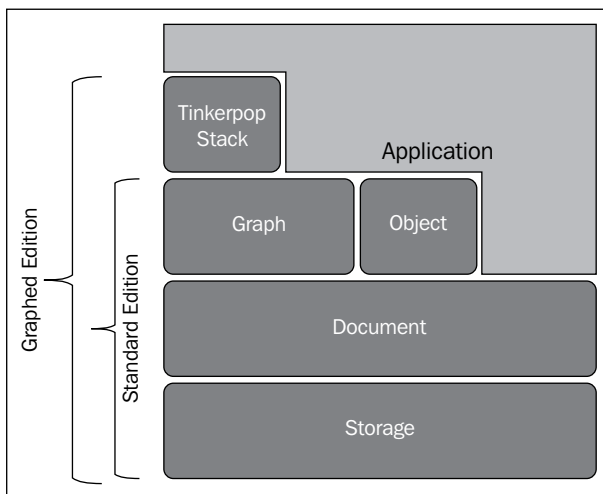 Tinkerpop
Stack
Application
Graph
Object
Document
Storage
Graphed Edition
Standard Edition